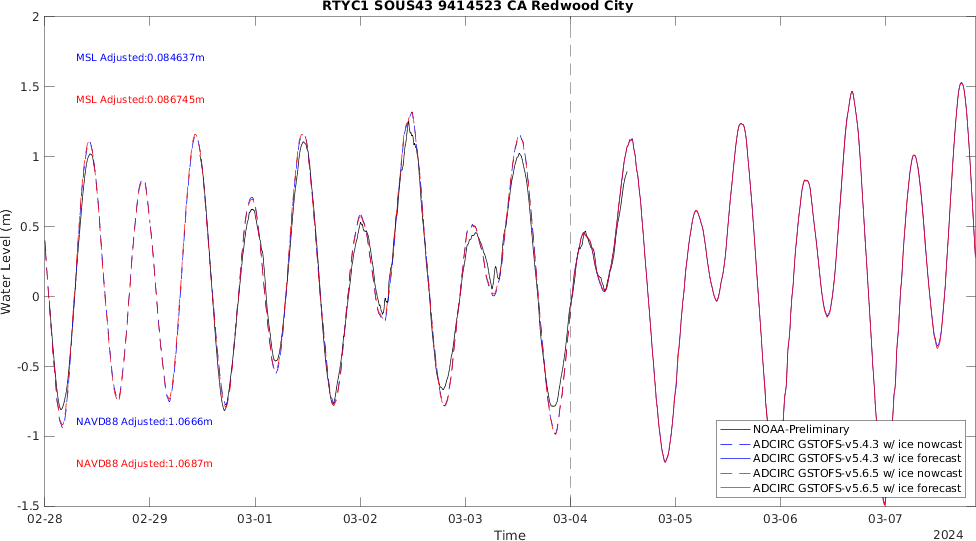 RTYC1 SOUS43 9414523 CA Redwood City
MSL Adjusted:0.084637m
MSL Adjusted:0.086745m
NAVD88 Adjusted:1.0666m
NAVD88 Adjusted:1.0687m
Water Level (m)
2
1.5
1
0.5
0
-0.5
-1
-1.5
NOAA-Preliminary
ADCIRC GSTOFS-v5.4.3 w/ ice nowcast
ADCIRC GSTOFS-v5.4.3 w/ ice forecast
ADCIRC GSTOFS-v5.6.5 w/ ice nowcast
ADCIRC GSTOFS-v5.6.5 w/ ice forecast
02-28 02-29 03-01 03-02 03-03 03-04 03-05 03-06 03-07
Time
2024